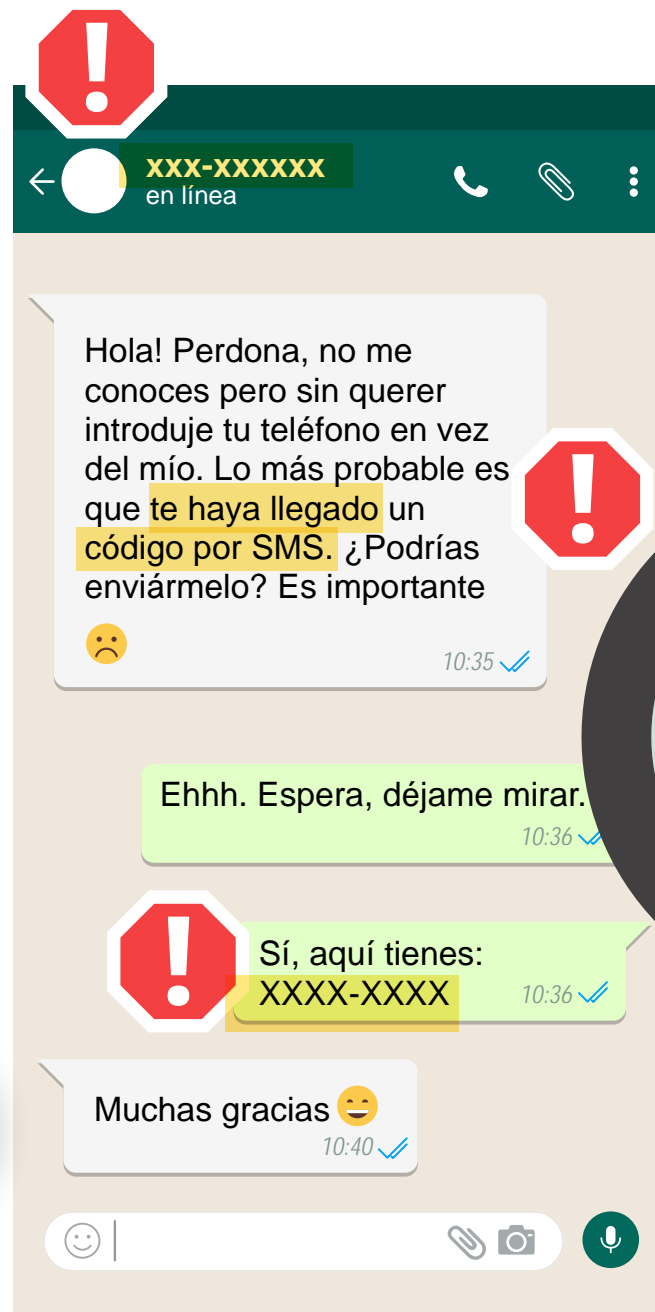 xxx-xxxxxx
en línea
Hola! Perdona, no me
conoces pero sin querer
introduje tu teléfono en vez
del mío. Lo más probable es
que te haya llegado un
código por SMS. ¿Podrías
enviármelo? Es importante
10:35
Ehhh. Espera, déjame mirar.
10:36
Sí, aquí tienes:
XXXX-XXXX
10:36
Muchas gracias
10:40